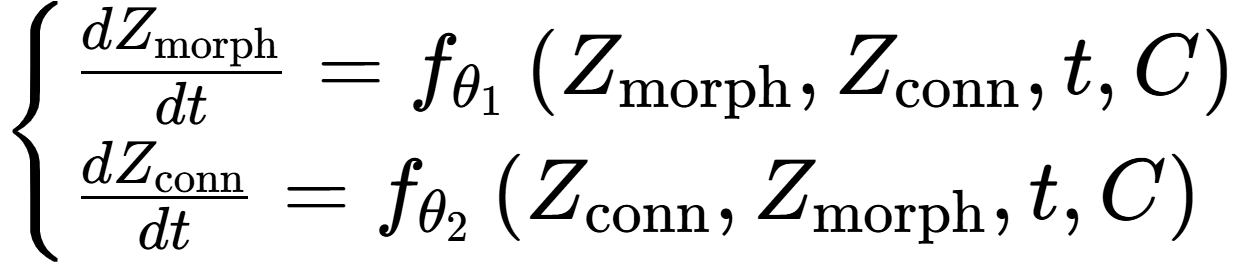 dZ_morph/dt = f_θ₁ (Z_morph, Z_conn, t, C)
dZ_conn/dt = f_θ₂ (Z_conn, Z_morph, t, C)